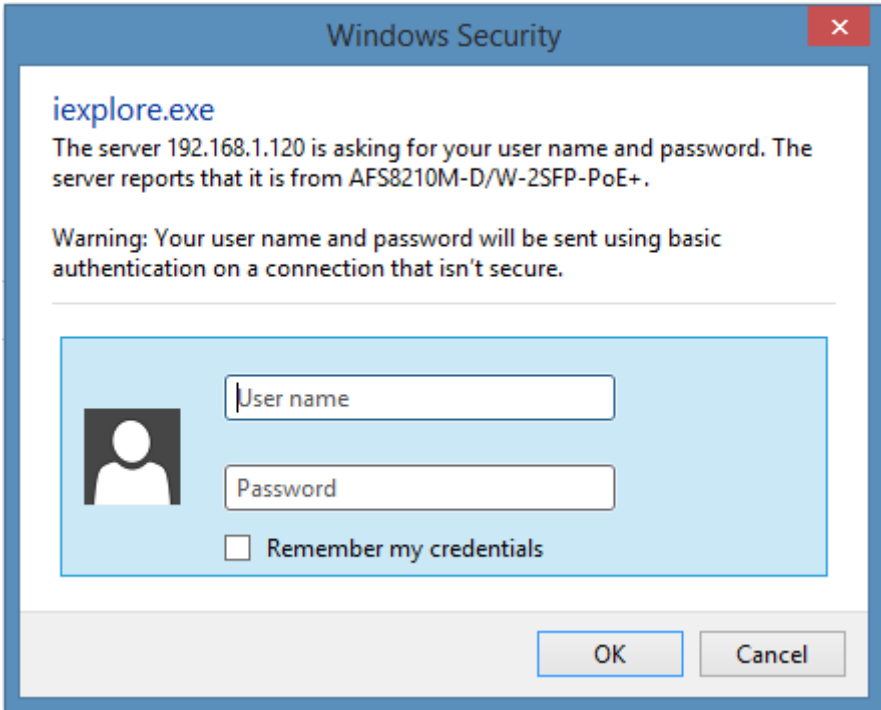 Windows Security
iexplore.exe
The server 192.168.1.120 is asking for your user name and password. The
server reports that it is from AFS8210M-D/W-2SFP-PoE+.
Warning: Your user name and password will be sent using basic
authentication on a connection that isn't secure.
User name
Password
Remember my credentials
OK
Cancel